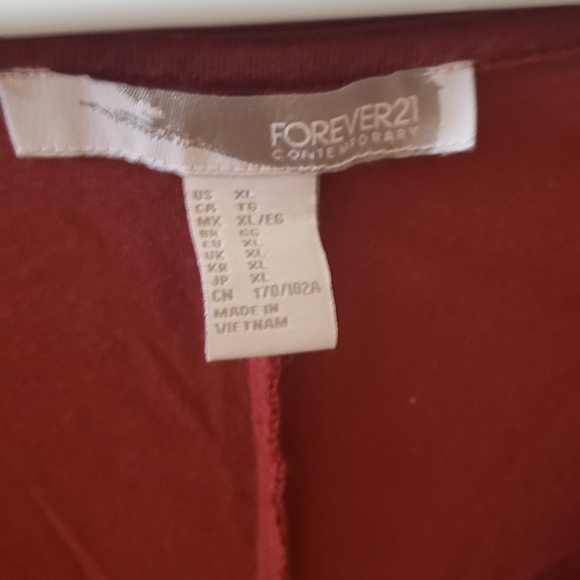 FOREVER21
CONTEMPORARY
US XL
CA TG
MX XL/EG
BR GG
EU XL
UK XL
KR XL
JP XL
CN 170/102A
MADE IN
VIETNAM